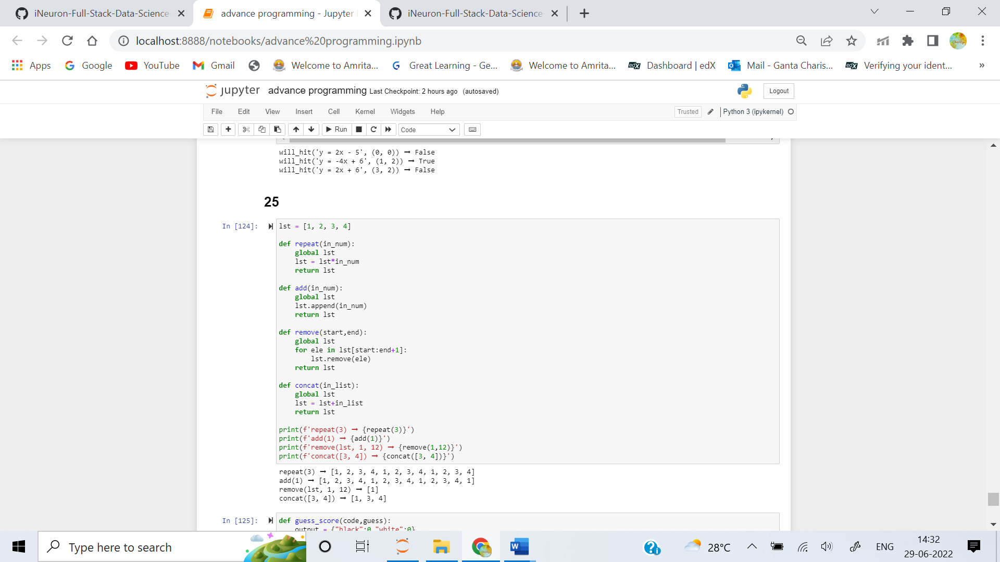 iNeuron-Full-Stack-Data-Science
advance programming - Jupyter
iNeuron-Full-Stack-Data-Science
localhost:8888/notebooks/advance%20programming.ipynb
Apps Google YouTube Gmail Welcome to Amrita... Great Learning - Ge... Welcome to Amrita... Dashboard | edX Mail - Ganta Charis... Verifying your ident... »
jupyter advance programming Last Checkpoint: 2 hours ago (autosaved) Logout
File Edit View Insert Cell Kernel Widgets Help Trusted Python 3 (ipykernel)
Run Code
will_hit('y = 2x - 5', (0, 0)) ➞ False
will_hit('y = -4x + 6', (1, 2)) ➞ True
will_hit('y = 2x + 6', (3, 2)) ➞ False
25
In [124]:
lst = [1, 2, 3, 4]
def repeat(in_num):
    global lst
    lst = lst*in_num
    return lst
def add(in_num):
    global lst
    lst.append(in_num)
    return lst
def remove(start,end):
    global lst
    for ele in lst[start:end+1]:
        lst.remove(ele)
    return lst
def concat(in_list):
    global lst
    lst = lst+in_list
    return lst
print(f'repeat(3) ➞ {repeat(3)}')
print(f'add(1) ➞ {add(1)}')
print(f'remove(lst, 1, 12) ➞ {remove(1,12)}')
print(f'concat([3, 4]) ➞ {concat([3, 4])}')
repeat(3) ➞ [1, 2, 3, 4, 1, 2, 3, 4, 1, 2, 3, 4]
add(1) ➞ [1, 2, 3, 4, 1, 2, 3, 4, 1, 2, 3, 4, 1]
remove(lst, 1, 12) ➞ [1]
concat([3, 4]) ➞ [1, 3, 4]
In [125]:
def guess_score(code,guess):
    output = {"black":0,"white":0}
Type here to search
28°C
ENG
14:32
29-06-2022